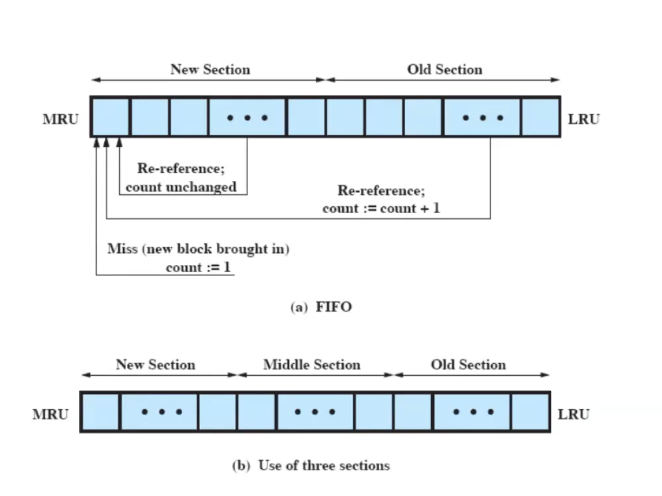 New Section
Old Section
MRU
LRU
Re-reference;
count unchanged
Re-reference;
count := count + 1
Miss (new block brought in)
count := 1
(a) FIFO
New Section
Middle Section
Old Section
MRU
LRU
(b) Use of three sections